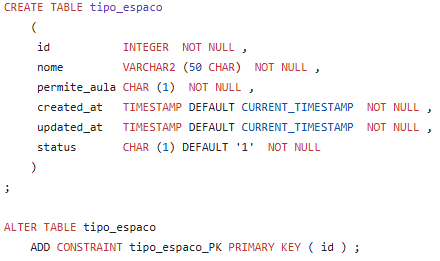 CREATE TABLE tipo_espaco
(
id INTEGER NOT NULL ,
nome VARCHAR2 (50 CHAR) NOT NULL ,
permite_aula CHAR (1) NOT NULL ,
created_at TIMESTAMP DEFAULT CURRENT_TIMESTAMP NOT NULL ,
updated_at TIMESTAMP DEFAULT CURRENT_TIMESTAMP NOT NULL ,
status CHAR (1) DEFAULT '1' NOT NULL
)
;
ALTER TABLE tipo_espaco
ADD CONSTRAINT tipo_espaco_PK PRIMARY KEY ( id ) ;